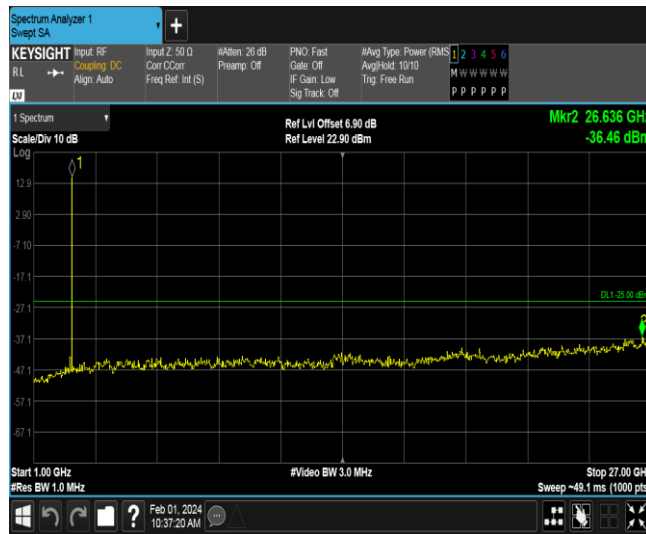 Spectrum Analyzer 1
Swept SA
+
KEYSIGHT
RL
LXI
Input: RF
Coupling: DC
Align: Auto
Input Z: 50 Ω
Corr CCorr
Freq Ref: Int (S)
#Atten: 26 dB
Preamp: Off
PNO: Fast
Gate: Off
IF Gain: Low
Sig Track: Off
#Avg Type: Power (RMS
Avg|Hold: 10/10
Trig: Free Run
1 2 3 4 5 6
M W W W W W
P P P P P P
1 Spectrum
Scale/Div 10 dB
Log
Ref Lvl Offset 6.90 dB
Ref Level 22.90 dBm
Mkr2 26.636 GHz
-36.46 dBm
1
12.9
2.90
-7.10
-17.1
DL1 -25.00 dBm
-27.1
2
-37.1
-47.1
-57.1
-67.1
Start 1.00 GHz
#Res BW 1.0 MHz
#Video BW 3.0 MHz
Stop 27.00 GHz
Sweep ~49.1 ms (1000 pts)
?
Feb 01, 2024
10:37:20 AM